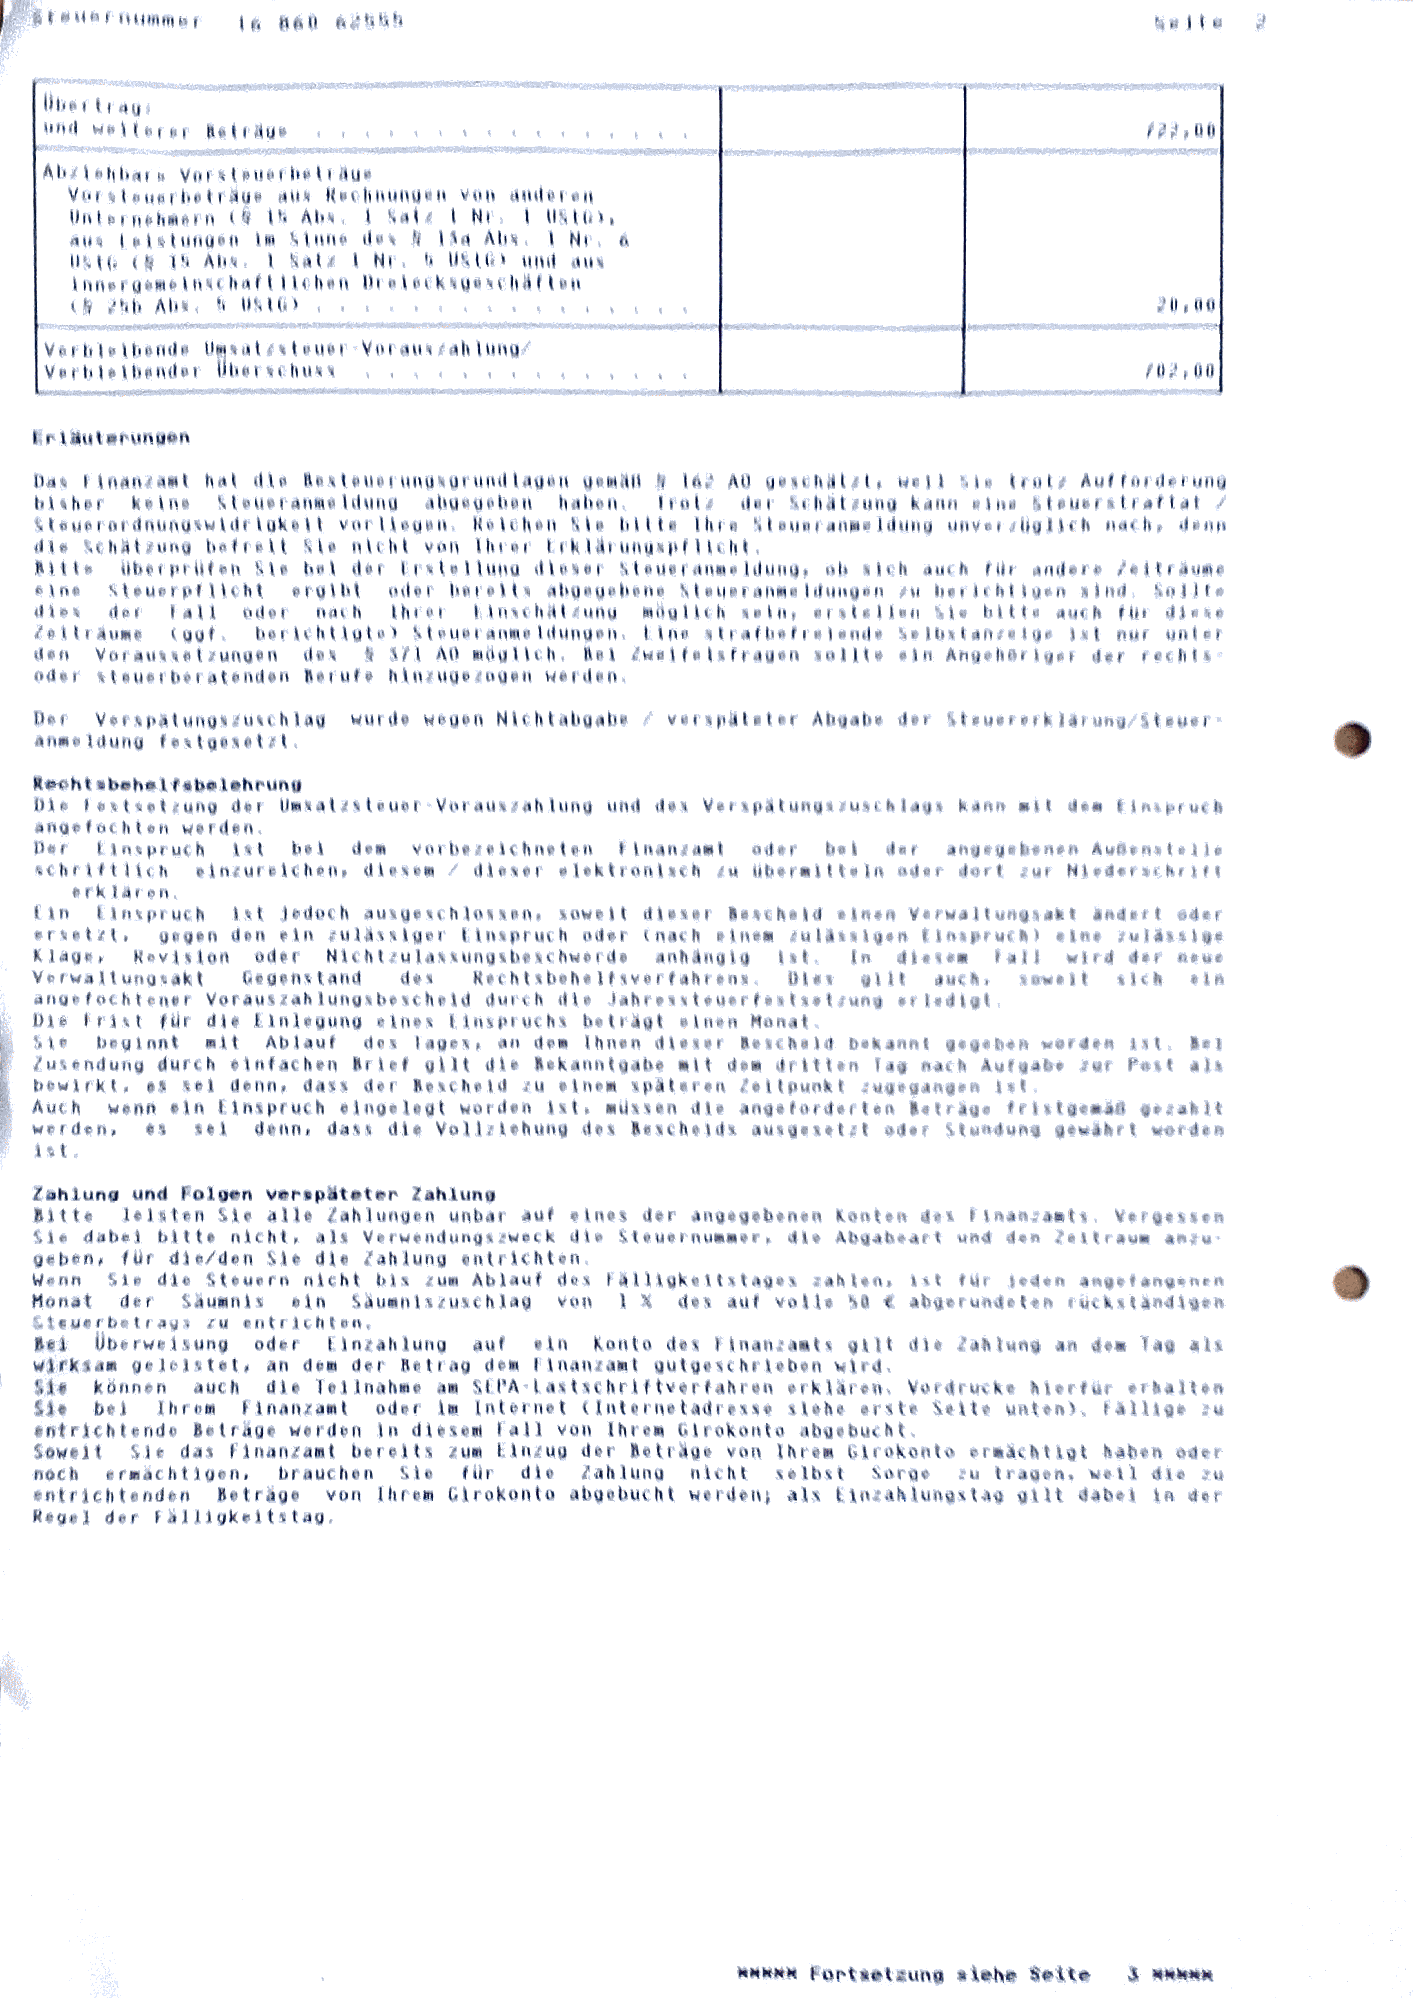 Steuernummer 16 860 62555 Seite 2
Übertrag:
und weiterer Beträge . . . . . . . . . . . . . . . . 722,00
Abziehbare Vorsteuerbeträge
Vorsteuerbeträge aus Rechnungen von anderen
Unternehmern (§ 15 Abs. 1 Satz 1 Nr. 1 UStG),
aus Leistungen im Sinne des § 13a Abs. 1 Nr. 6
UStG (§ 15 Abs. 1 Satz 1 Nr. 5 UStG) und aus
innergemeinschaftlichen Dreiecksgeschäften
(§ 25b Abs. 5 UStG) . . . . . . . . . . . . . . . . 20,00
Verbleibende Umsatzsteuer-Vorauszahlung/
Verbleibender Überschuss . . . . . . . . . . . . . . 702,00
Erläuterungen
Das Finanzamt hat die Besteuerungsgrundlagen gemäß § 162 AO geschätzt, weil Sie trotz Aufforderung
bisher keine Steueranmeldung abgegeben haben. Trotz der Schätzung kann eine Steuerstraftat /
Steuerordnungswidrigkeit vorliegen. Reichen Sie bitte Ihre Steueranmeldung unverzüglich nach, denn
die Schätzung befreit Sie nicht von Ihrer Erklärungspflicht.
Bitte überprüfen Sie bei der Erstellung dieser Steueranmeldung, ob sich auch für andere Zeiträume
eine Steuerpflicht ergibt oder bereits abgegebene Steueranmeldungen zu berichtigen sind. Sollte
dies der Fall oder nach Ihrer Einschätzung möglich sein, erstellen Sie bitte auch für diese
Zeiträume (ggf. berichtigte) Steueranmeldungen. Eine strafbefreiende Selbstanzeige ist nur unter
den Voraussetzungen des § 371 AO möglich. Bei Zweifelsfragen sollte ein Angehöriger der rechts-
oder steuerberatenden Berufe hinzugezogen werden.
Der Verspätungszuschlag wurde wegen Nichtabgabe / verspäteter Abgabe der Steuererklärung/Steuer-
anmeldung festgesetzt.
Rechtsbehelfsbelehrung
Die Festsetzung der Umsatzsteuer-Vorauszahlung und des Verspätungszuschlags kann mit dem Einspruch
angefochten werden.
Der Einspruch ist bei dem vorbezeichneten Finanzamt oder bei der angegebenen Außenstelle
schriftlich einzureichen, diesem / dieser elektronisch zu übermitteln oder dort zur Niederschrift
erklären.
Ein Einspruch ist jedoch ausgeschlossen, soweit dieser Bescheid einen Verwaltungsakt ändert oder
ersetzt, gegen den ein zulässiger Einspruch oder (nach einem zulässigen Einspruch) eine zulässige
Klage, Revision oder Nichtzulassungsbeschwerde anhängig ist. In diesem Fall wird der neue
Verwaltungsakt Gegenstand des Rechtsbehelfsverfahrens. Dies gilt auch, soweit sich ein
angefochtener Vorauszahlungsbescheid durch die Jahressteuerfestsetzung erledigt.
Die Frist für die Einlegung eines Einspruchs beträgt einen Monat.
Sie beginnt mit Ablauf des Tages, an dem Ihnen dieser Bescheid bekannt gegeben worden ist. Bei
Zusendung durch einfachen Brief gilt die Bekanntgabe mit dem dritten Tag nach Aufgabe zur Post als
bewirkt, es sei denn, dass der Bescheid zu einem späteren Zeitpunkt zugegangen ist.
Auch wenn ein Einspruch eingelegt worden ist, müssen die angeforderten Beträge fristgemäß gezahlt
werden, es sei denn, dass die Vollziehung des Bescheids ausgesetzt oder Stundung gewährt worden
ist.
Zahlung und Folgen verspäteter Zahlung
Bitte leisten Sie alle Zahlungen unbar auf eines der angegebenen Konten des Finanzamts. Vergessen
Sie dabei bitte nicht, als Verwendungszweck die Steuernummer, die Abgabeart und den Zeitraum anzu-
geben, für die/den Sie die Zahlung entrichten.
Wenn Sie die Steuern nicht bis zum Ablauf des Fälligkeitstages zahlen, ist für jeden angefangenen
Monat der Säumnis ein Säumniszuschlag von 1 % des auf volle 50 € abgerundeten rückständigen
Steuerbetrags zu entrichten.
Bei Überweisung oder Einzahlung auf ein Konto des Finanzamts gilt die Zahlung an dem Tag als
wirksam geleistet, an dem der Betrag dem Finanzamt gutgeschrieben wird.
Sie können auch die Teilnahme am SEPA-Lastschriftverfahren erklären. Vordrucke hierfür erhalten
Sie bei Ihrem Finanzamt oder im Internet (Internetadresse siehe erste Seite unten). Fällige zu
entrichtende Beträge werden in diesem Fall von Ihrem Girokonto abgebucht.
Soweit Sie das Finanzamt bereits zum Einzug der Beträge von Ihrem Girokonto ermächtigt haben oder
noch ermächtigen, brauchen Sie für die Zahlung nicht selbst Sorge zu tragen, weil die zu
entrichtenden Beträge von Ihrem Girokonto abgebucht werden; als Einzahlungstag gilt dabei in der
Regel der Fälligkeitstag.
***** Fortsetzung siehe Seite 3 *****